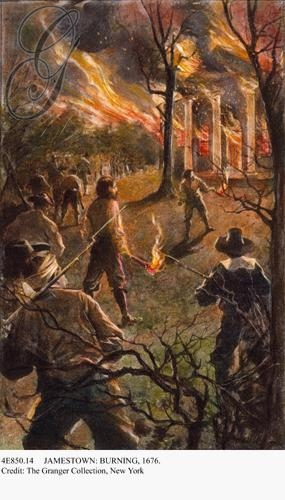 4E850.14 JAMESTOWN: BURNING, 1676.
Credit: The Granger Collection, New York